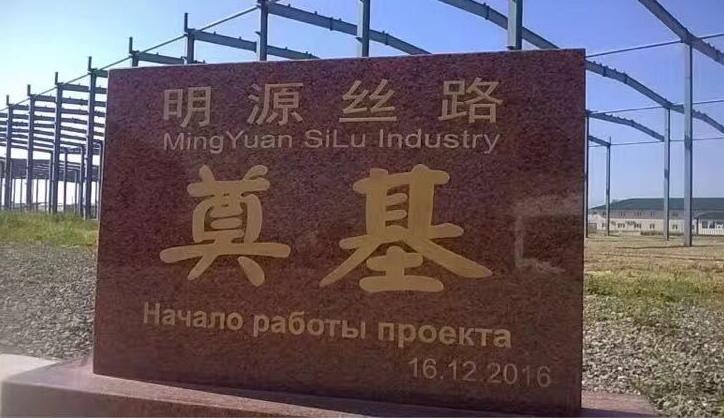 明源丝路
MingYuan SiLu Industry
奠基
Начало работы проекта
16.12.2016